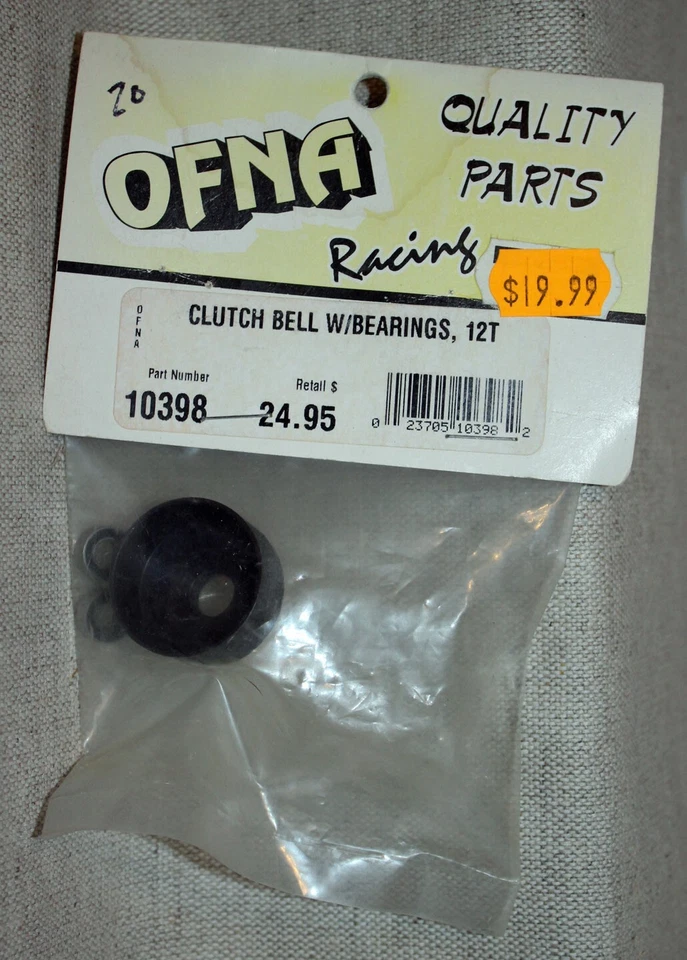 20
OFNA
QUALITY
PARTS
Racing
$19.99
OFNA
CLUTCH BELL W/BEARINGS, 12T
Part Number
Retail $
10398
24.95
0 23705 10398 2